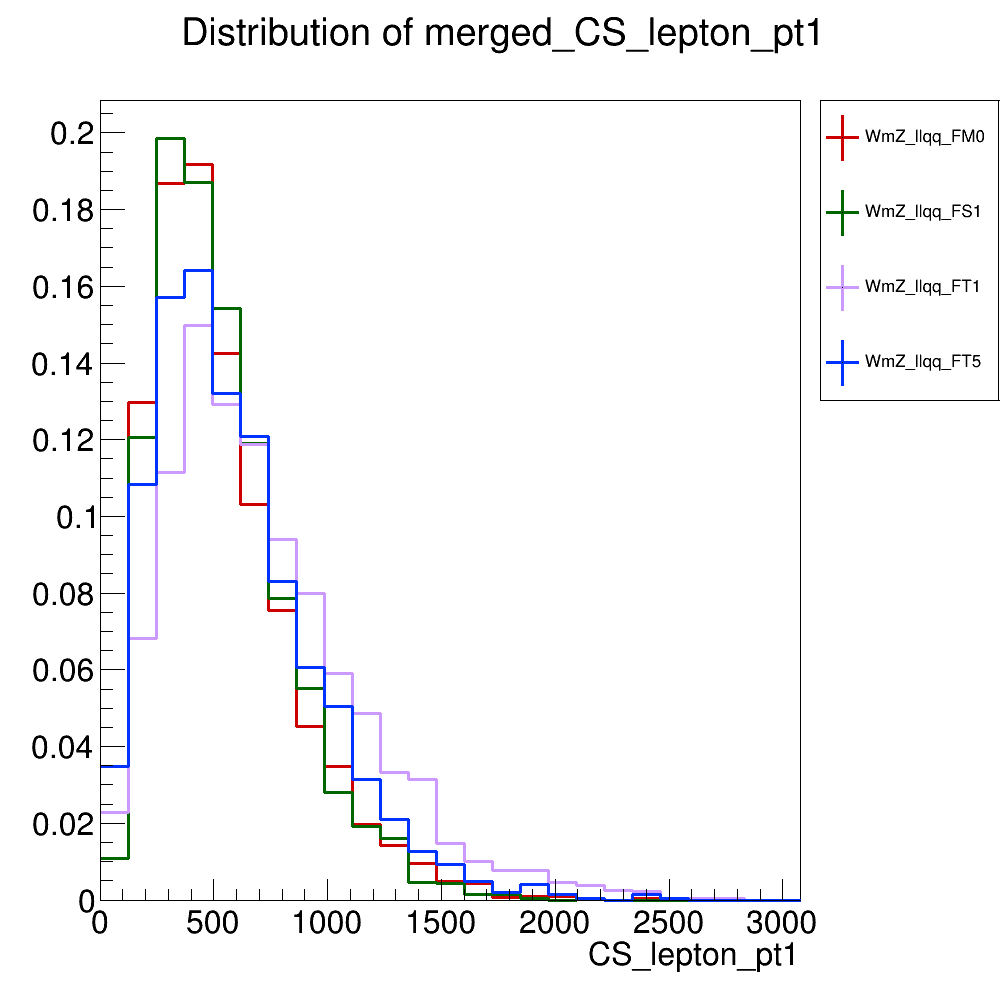 Distribution of merged_CS_lepton_pt1
0.2
0.18
0.16
0.14
0.12
0.1
0.08
0.06
0.04
0.02
0
0 500 1000 1500 2000 2500 3000
CS_lepton_pt1
WmZ_llqq_FM0
WmZ_llqq_FS1
WmZ_llqq_FT1
WmZ_llqq_FT5